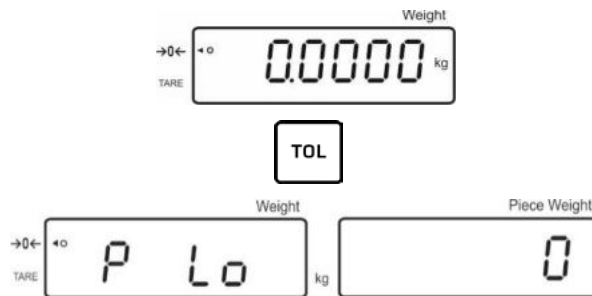 Weight
→0← ◄o 0.0000 kg
TARE
TOL
Weight Piece Weight
→0← ◄o P Lo kg 0
TARE